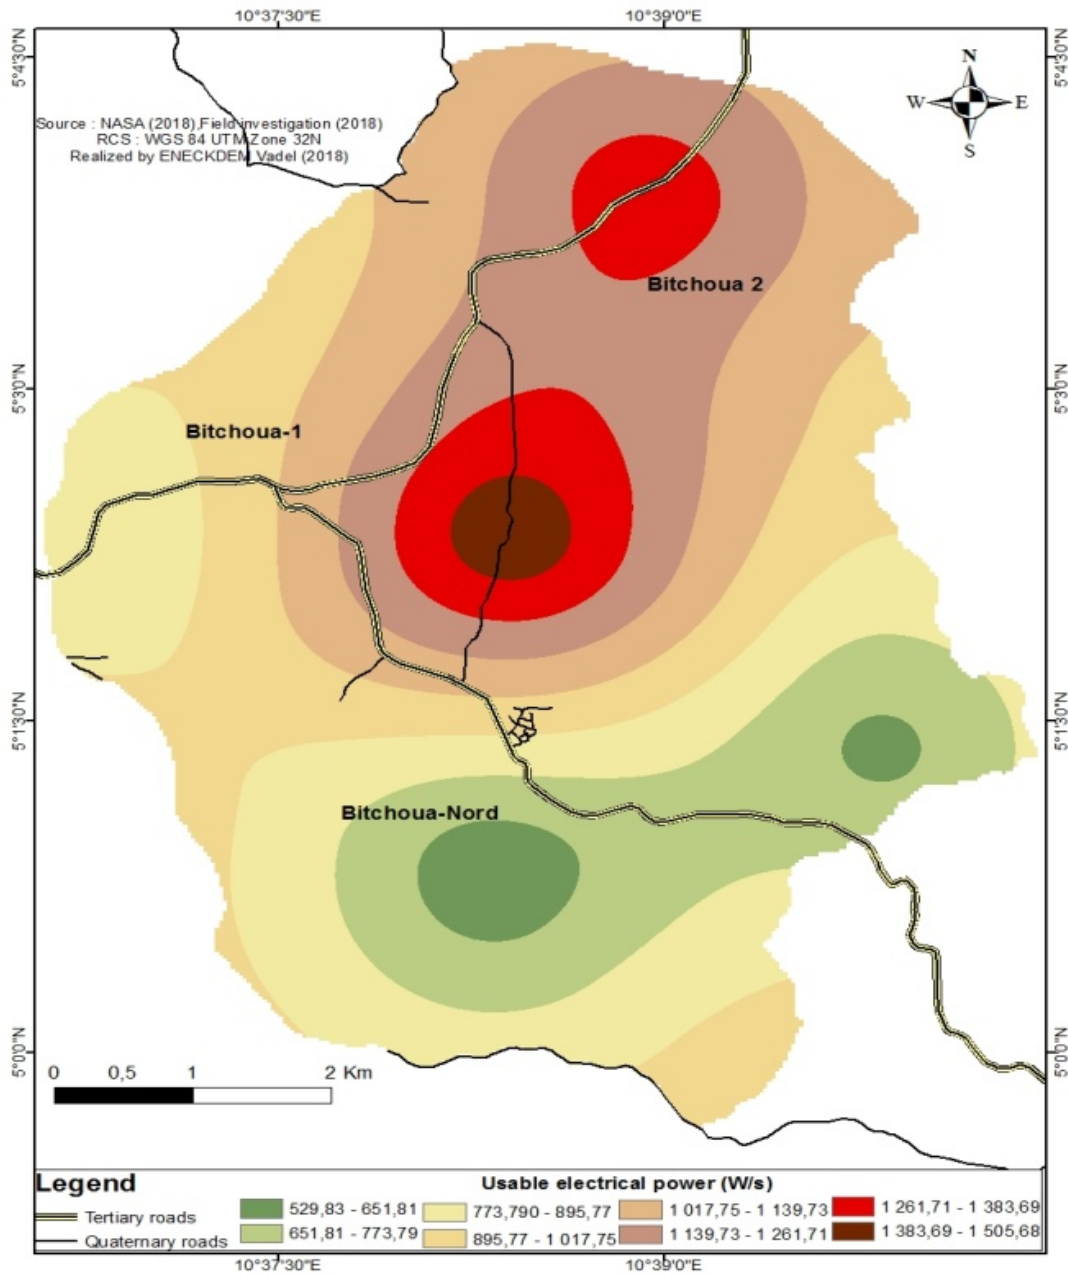 10°37'30"E 10°39'0"E
5°4'30"N 5°4'30"N
N
W E
S
Source : NASA (2018),Field investigation (2018)
RCS : WGS 84 UTM Zone 32N
Realized by ENECKDEM Vadel (2018)
Bitchoua 2
5°3'0"N 5°3'0"N
Bitchoua-1
5°1'30"N 5°1'30"N
Bitchoua-Nord
5°0'0"N 5°0'0"N
0 0,5 1 2 Km
Legend
Tertiary roads
Quaternary roads
Usable electrical power (W/s)
529,83 - 651,81 773,790 - 895,77 1 017,75 - 1 139,73 1 261,71 - 1 383,69
651,81 - 773,79 895,77 - 1 017,75 1 139,73 - 1 261,71 1 383,69 - 1 505,68
10°37'30"E 10°39'0"E